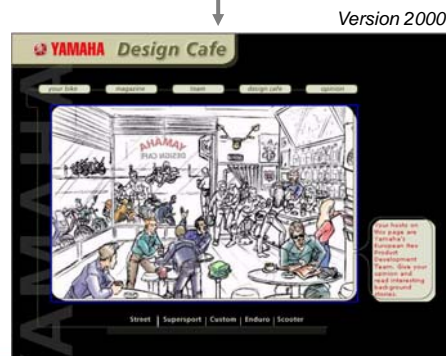 Version 2000
YAMAHA Design Cafe
your bike magazine team design cafe opinion
YAMAHA
DESIGN CAFE
Your hosts on
this page are
Yamaha's
European New
Product
Development
Team. Give your
opinion and
read interesting
background
stories.
Street | Supersport | Custom | Enduro | Scooter